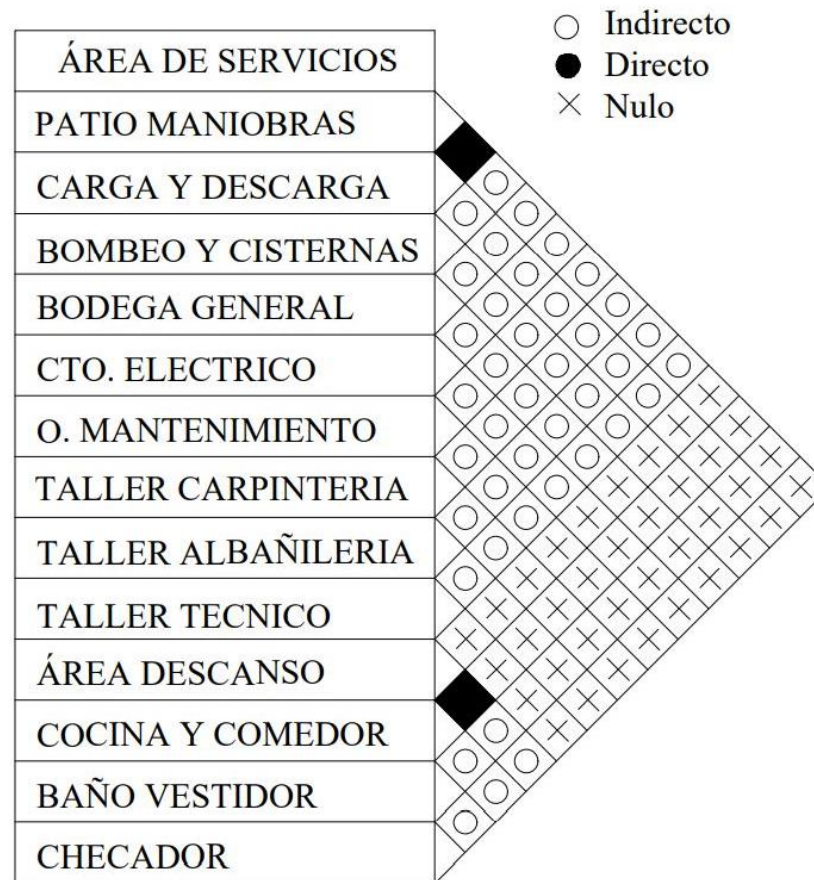 Indirecto
Directo
Nulo
ÁREA DE SERVICIOS
PATIO MANIOBRAS
CARGA Y DESCARGA
BOMBEO Y CISTERNAS
BODEGA GENERAL
CTO. ELECTRICO
O. MANTENIMIENTO
TALLER CARPINTERIA
TALLER ALBAÑILERIA
TALLER TECNICO
ÁREA DESCANSO
COCINA Y COMEDOR
BAÑO VESTIDOR
CHECADOR